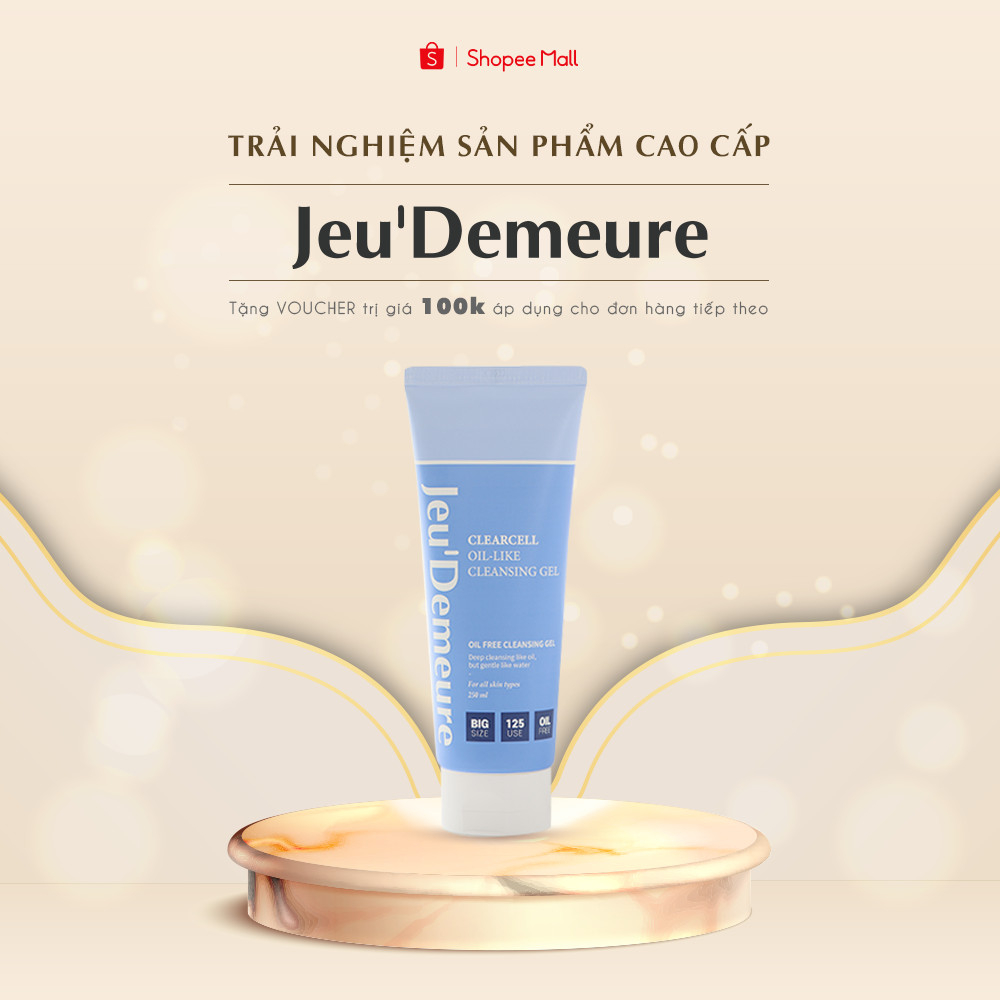 S | Shopee Mall
TRẢI NGHIỆM SẢN PHẨM CAO CẤP
Jeu'Demeure
Tặng VOUCHER trị giá 100k áp dụng cho đơn hàng tiếp theo
Jeu'Demeure
CLEARCELL
OIL-LIKE
CLEANSING GEL
OIL FREE CLEANSING GEL
Deep cleansing like oil,
but gentle like water
For all skin types
250 ml
BIG SIZE
125 USE
OIL FREE